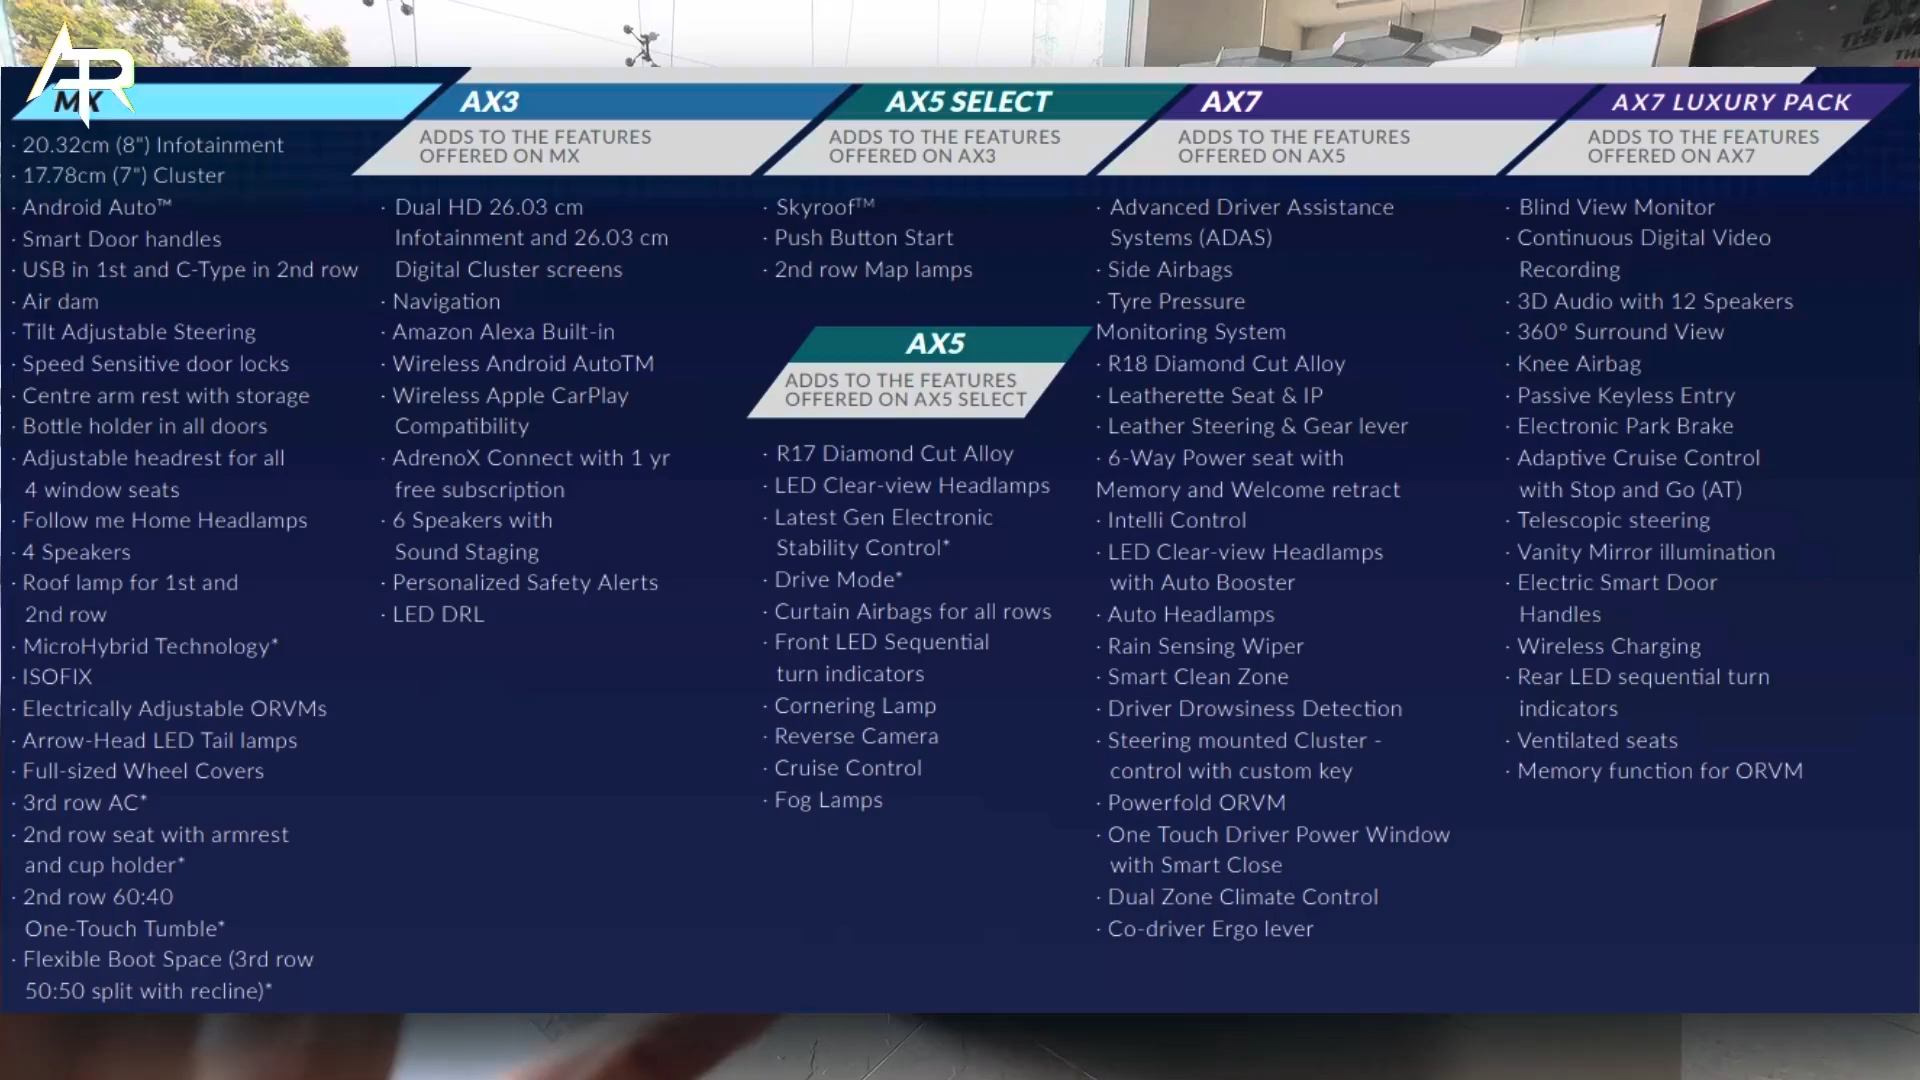 ATR
MX
20.32cm (8") Infotainment
17.78cm (7") Cluster
Android Auto™
Smart Door handles
USB in 1st and C-Type in 2nd row
Air dam
Tilt Adjustable Steering
Speed Sensitive door locks
Centre arm rest with storage
Bottle holder in all doors
Adjustable headrest for all
4 window seats
Follow me Home Headlamps
4 Speakers
Roof lamp for 1st and
2nd row
MicroHybrid Technology*
ISOFIX
Electrically Adjustable ORVMs
Arrow-Head LED Tail lamps
Full-sized Wheel Covers
3rd row AC*
2nd row seat with armrest
and cup holder*
2nd row 60:40
One-Touch Tumble*
Flexible Boot Space (3rd row
50:50 split with recline)*
AX3
ADDS TO THE FEATURES
OFFERED ON MX
Dual HD 26.03 cm
Infotainment and 26.03 cm
Digital Cluster screens
Navigation
Amazon Alexa Built-in
Wireless Android AutoTM
Wireless Apple CarPlay
Compatibility
AdrenoX Connect with 1 yr
free subscription
6 Speakers with
Sound Staging
Personalized Safety Alerts
LED DRL
AX5 SELECT
ADDS TO THE FEATURES
OFFERED ON AX3
Skyroof™
Push Button Start
2nd row Map lamps
AX5
ADDS TO THE FEATURES
OFFERED ON AX5 SELECT
R17 Diamond Cut Alloy
LED Clear-view Headlamps
Latest Gen Electronic
Stability Control*
Drive Mode*
Curtain Airbags for all rows
Front LED Sequential
turn indicators
Cornering Lamp
Reverse Camera
Cruise Control
Fog Lamps
AX7
ADDS TO THE FEATURES
OFFERED ON AX5
Advanced Driver Assistance
Systems (ADAS)
Side Airbags
Tyre Pressure
Monitoring System
R18 Diamond Cut Alloy
Leatherette Seat & IP
Leather Steering & Gear lever
6-Way Power seat with
Memory and Welcome retract
Intelli Control
LED Clear-view Headlamps
with Auto Booster
Auto Headlamps
Rain Sensing Wiper
Smart Clean Zone
Driver Drowsiness Detection
Steering mounted Cluster -
control with custom key
Powerfold ORVM
One Touch Driver Power Window
with Smart Close
Dual Zone Climate Control
Co-driver Ergo lever
AX7 LUXURY PACK
ADDS TO THE FEATURES
OFFERED ON AX7
Blind View Monitor
Continuous Digital Video
Recording
3D Audio with 12 Speakers
360° Surround View
Knee Airbag
Passive Keyless Entry
Electronic Park Brake
Adaptive Cruise Control
with Stop and Go (AT)
Telescopic steering
Vanity Mirror illumination
Electric Smart Door
Handles
Wireless Charging
Rear LED sequential turn
indicators
Ventilated seats
Memory function for ORVM